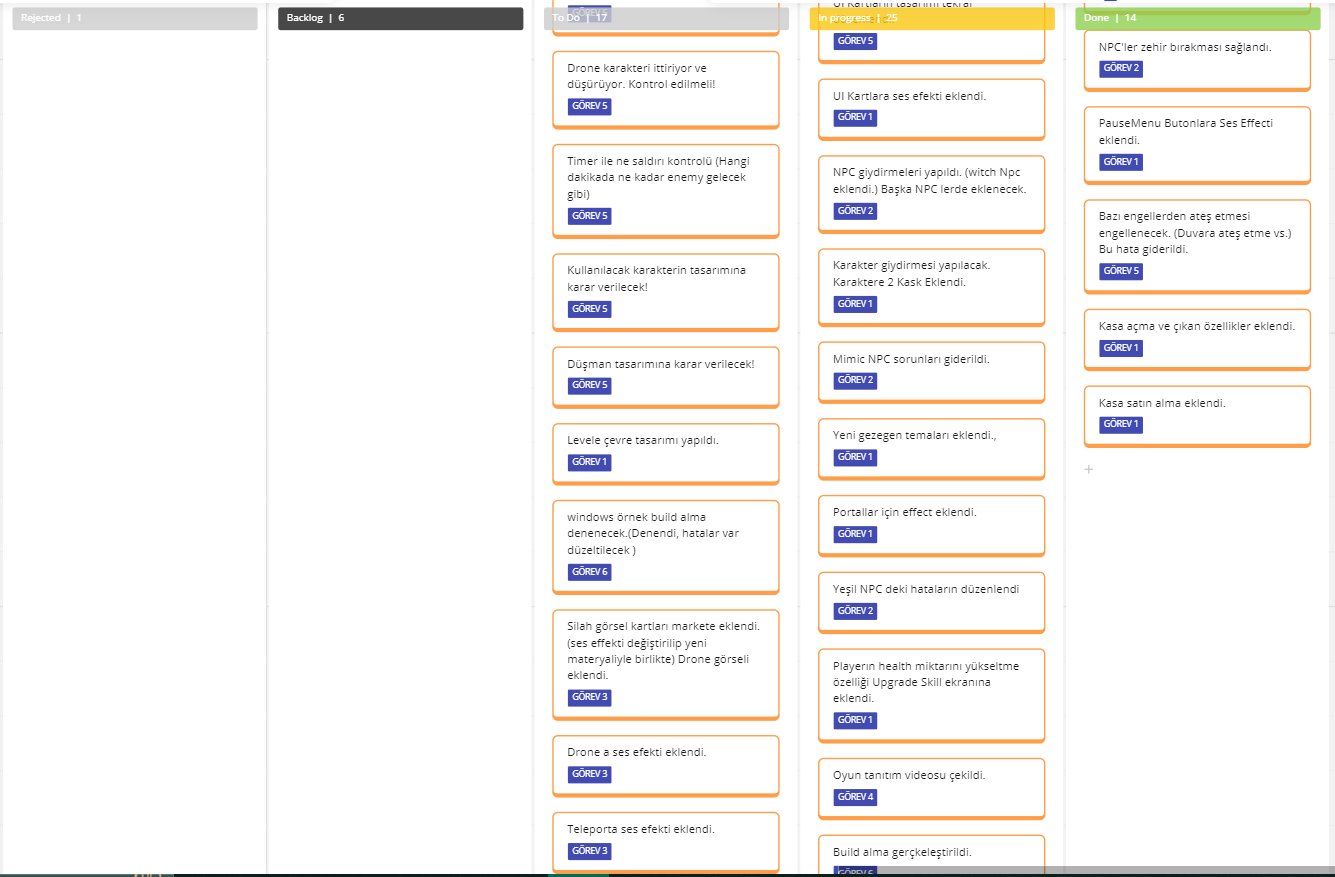 Rejected | 1
Backlog | 6
To Do | 17
GÖREV 5
Drone karakteri ittiriyor ve
düşürüyor. Kontrol edilmeli!
GÖREV 5
Timer ile ne saldırı kontrolü (Hangi
dakikada ne kadar enemy gelecek
gibi)
GÖREV 5
Kullanılacak karakterin tasarımına
karar verilecek!
GÖREV 5
Düşman tasarımına karar verilecek!
GÖREV 5
Levele çevre tasarımı yapıldı.
GÖREV 1
windows örnek build alma
denenecek.(Denendi, hatalar var
düzeltilecek )
GÖREV 6
Silah görsel kartları markete eklendi.
(ses effekti değiştirilip yeni
materyaliyle birlikte) Drone görseli
eklendi.
GÖREV 3
Drone a ses efekti eklendi.
GÖREV 3
Teleporta ses efekti eklendi.
GÖREV 3
In progress | 25
UI Kartların tasarımı tekrar
GÖREV 5
UI Kartlara ses efekti eklendi.
GÖREV 1
NPC giydirmeleri yapıldı. (witch Npc
eklendi.) Başka NPC lerde eklenecek.
GÖREV 2
Karakter giydirmesi yapılacak.
Karaktere 2 Kask Eklendi.
GÖREV 1
Mimic NPC sorunları giderildi.
GÖREV 2
Yeni gezegen temaları eklendi.,
GÖREV 1
Portallar için effect eklendi.
GÖREV 1
Yeşil NPC deki hataların düzenlendi
GÖREV 2
Playerın health miktarını yükseltme
özelliği Upgrade Skill ekranına
eklendi.
GÖREV 1
Oyun tanıtım videosu çekildi.
GÖREV 4
Build alma gerçkeleştirildi.
GÖREV 6
Done | 14
NPC'ler zehir bırakması sağlandı.
GÖREV 2
PauseMenu Butonlara Ses Effecti
eklendi.
GÖREV 1
Bazı engellerden ateş etmesi
engellenecek. (Duvara ateş etme vs.)
Bu hata giderildi.
GÖREV 5
Kasa açma ve çıkan özellikler eklendi.
GÖREV 1
Kasa satın alma eklendi.
GÖREV 1